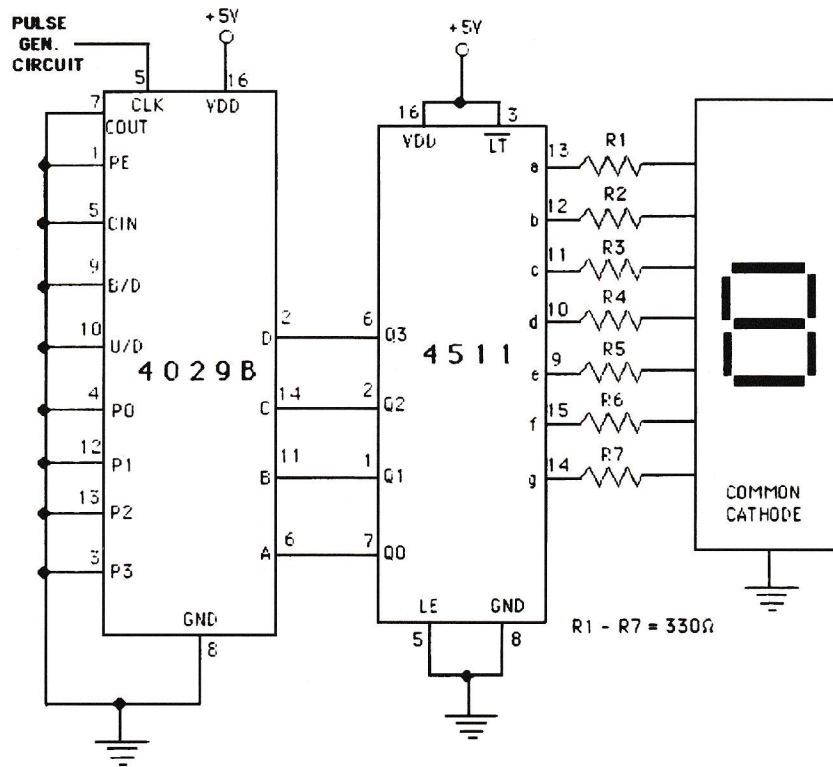 PULSE
GEN.
CIRCUIT
+5V
+5V
5
16
7
CLK
VDD
COUT
1
PE
5
CIN
9
B/D
10
U/D
4029B
4
P0
12
P1
13
P2
3
P3
D
2
C
14
B
11
A
6
GND
8
16
3
VDD
LT
6
Q3
2
Q2
1
Q1
7
Q0
4511
a
13
R1
b
12
R2
c
11
R3
d
10
R4
e
9
R5
f
15
R6
g
14
R7
LE
GND
5
8
COMMON
CATHODE
R1 - R7 = 330Ω